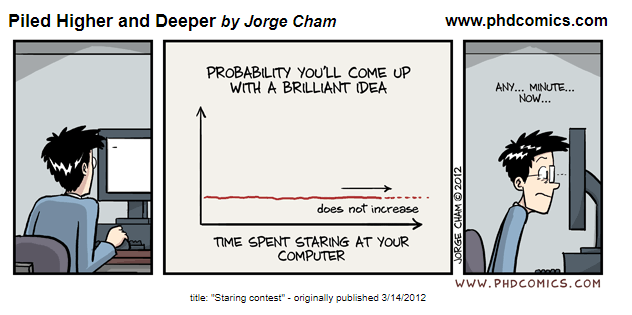 Piled Higher and Deeper by Jorge Cham
www.phdcomics.com
PROBABILITY YOU'LL COME UP
WITH A BRILLIANT IDEA
does not increase
TIME SPENT STARING AT YOUR
COMPUTER
ANY... MINUTE...
NOW...
JORGE CHAM © 2012
WWW.PHDCOMICS.COM
title: "Staring contest" - originally published 3/14/2012